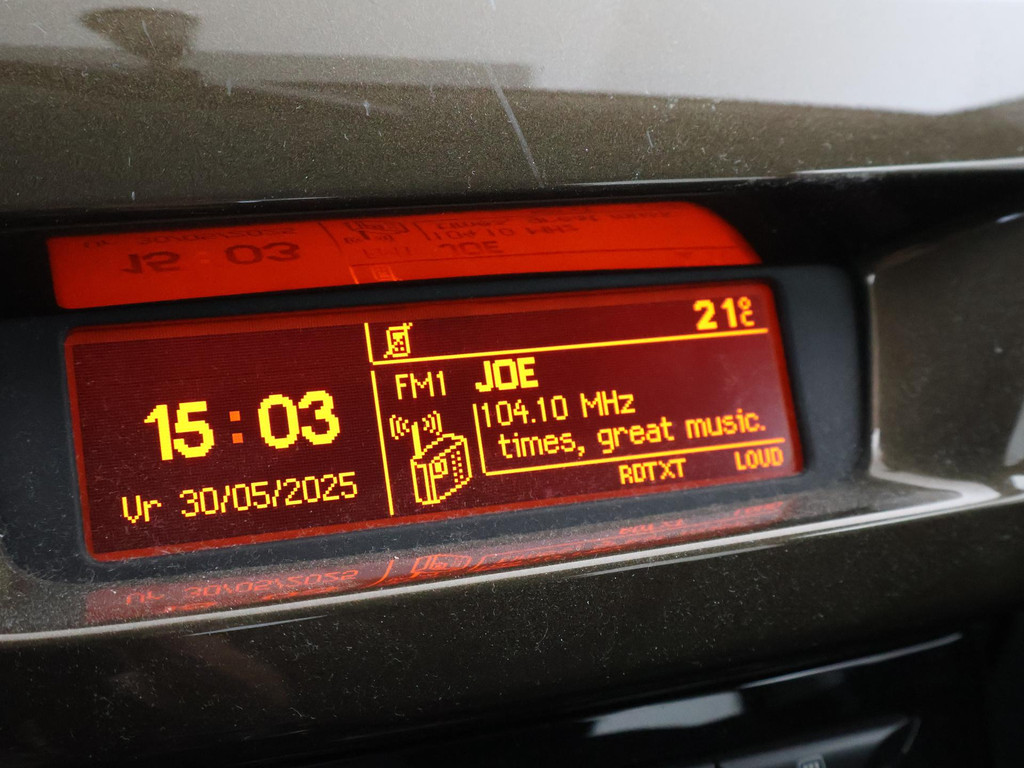 21°C
15:03
Vr 30/05/2025
FM1
JOE
104.10 MHz
times, great music.
RDTXT LOUD